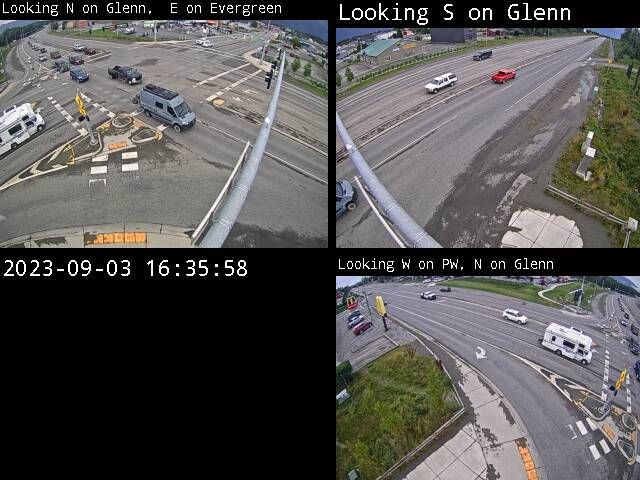 Looking N on Glenn,  E on Evergreen
Looking S on Glenn
2023-09-03 16:35:58
Looking W on PW, N on Glenn